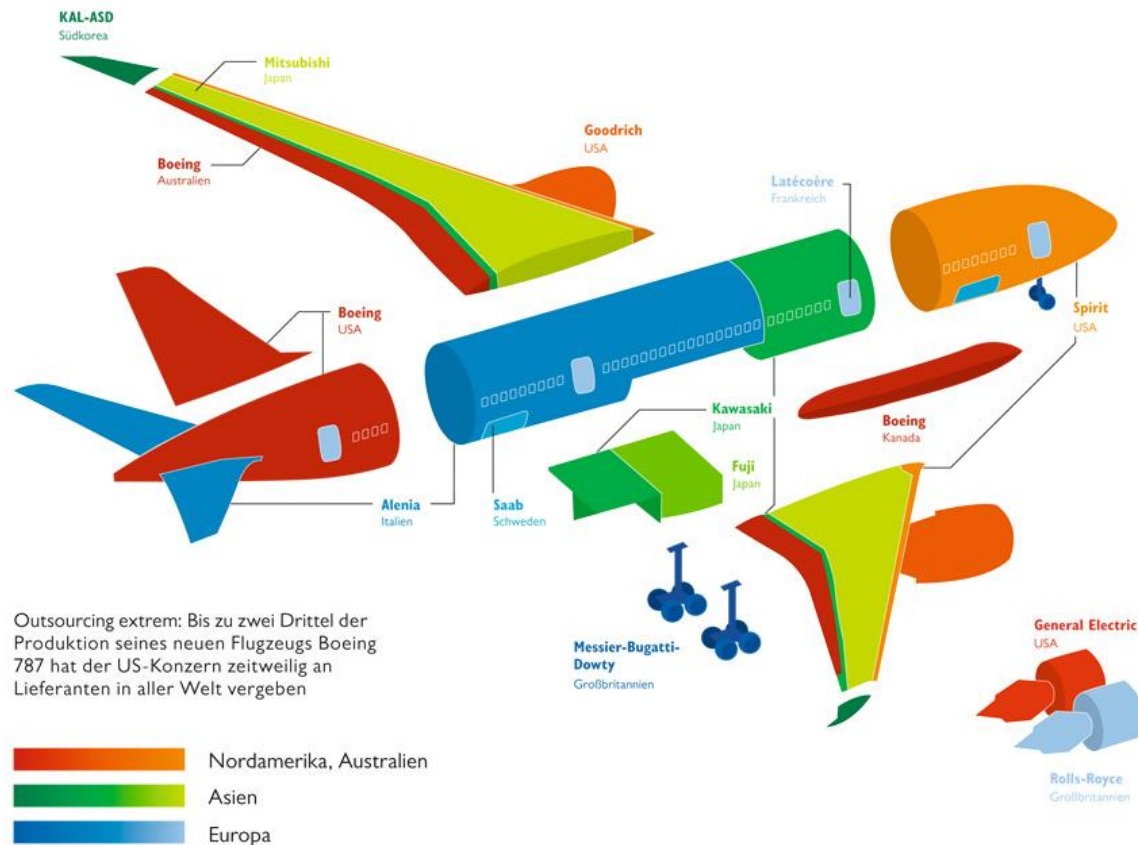 KAL-ASD
Südkorea
Mitsubishi
Japan
Goodrich
USA
Boeing
Australien
Latécoère
Frankreich
Boeing
USA
Spirit
USA
Kawasaki
Japan
Boeing
Kanada
Fuji
Japan
Alenia
Italien
Saab
Schweden
Outsourcing extrem: Bis zu zwei Drittel der
Produktion seines neuen Flugzeugs Boeing
787 hat der US-Konzern zeitweilig an
Lieferanten in aller Welt vergeben
Messier-Bugatti-
Dowty
Großbritannien
General Electric
USA
Rolls-Royce
Großbritannien
Nordamerika, Australien
Asien
Europa